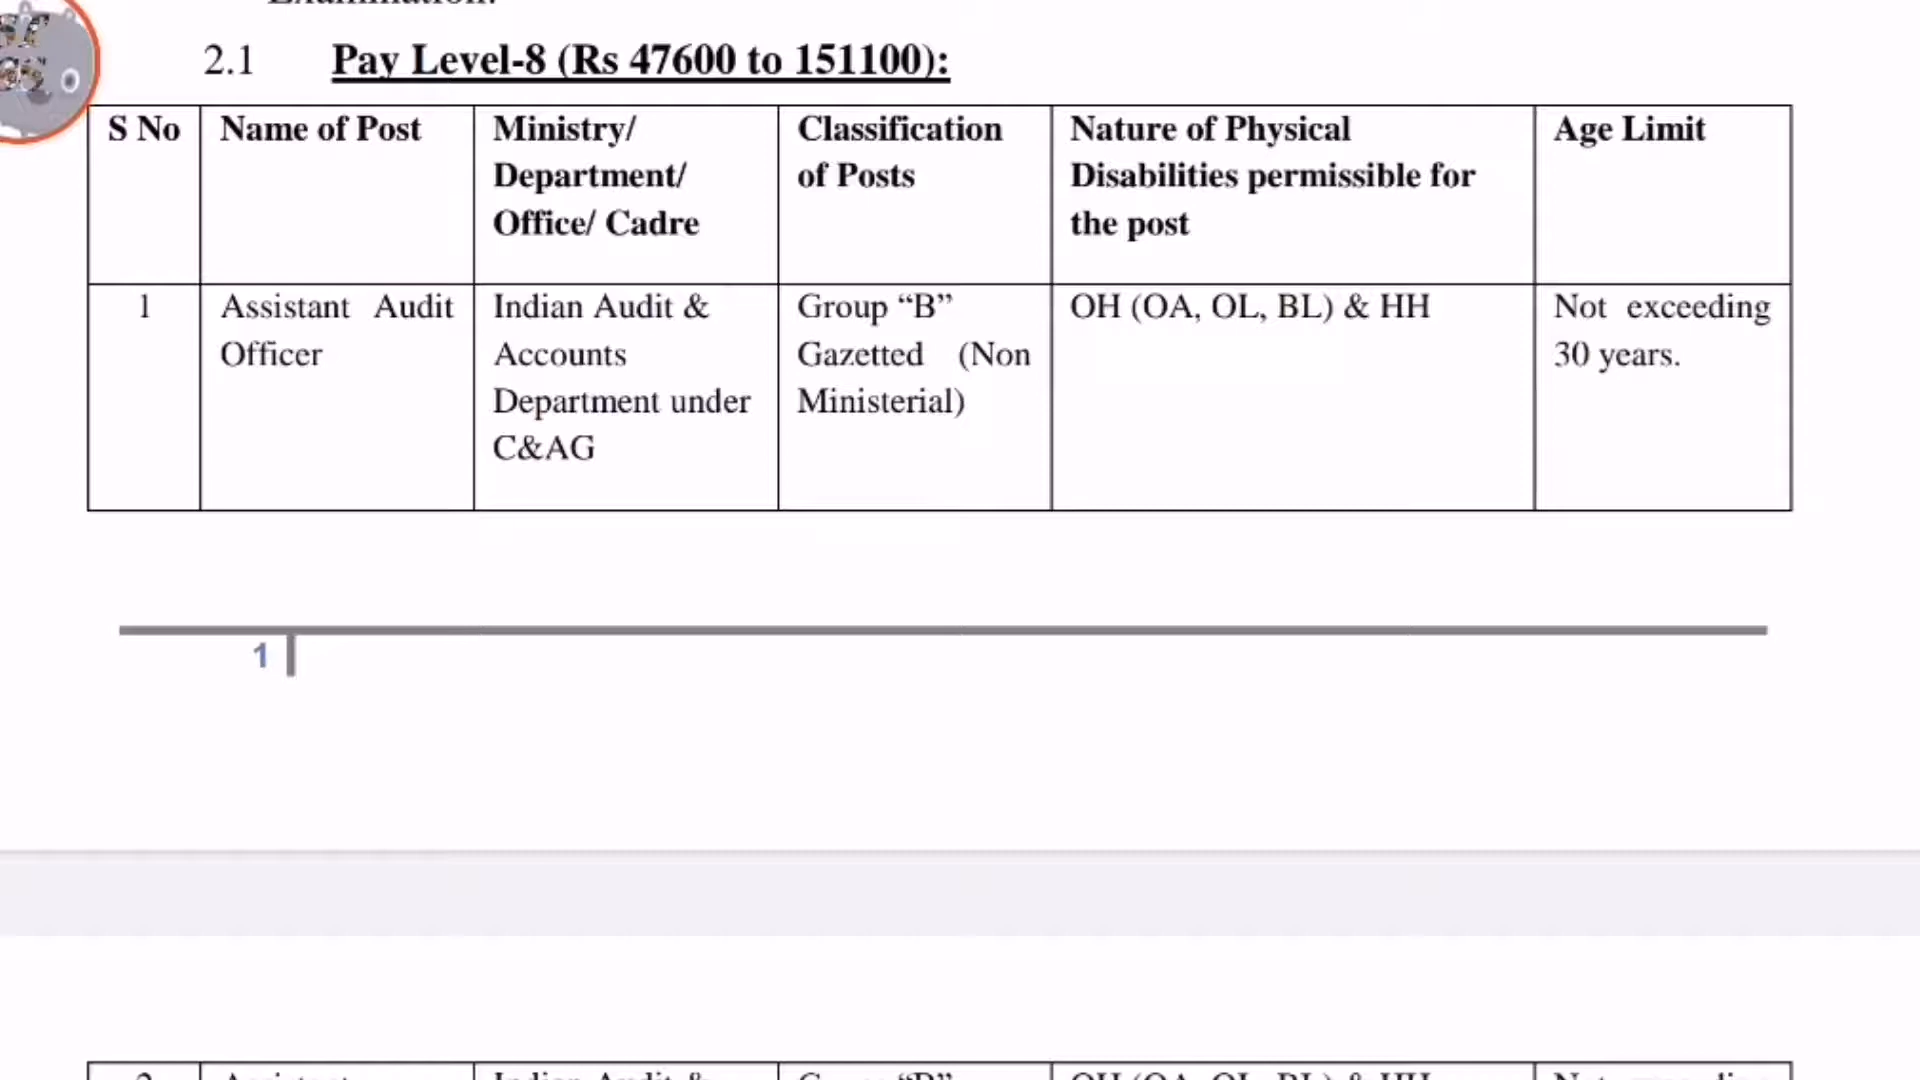 2.1 Pay Level-8 (Rs 47600 to 151100):
S No
Name of Post
Ministry/
Department/
Office/ Cadre
Classification
of Posts
Nature of Physical
Disabilities permissible for
the post
Age Limit
1
Assistant Audit
Officer
Indian Audit &
Accounts
Department under
C&AG
Group “B”
Gazetted (Non
Ministerial)
OH (OA, OL, BL) & HH
Not exceeding
30 years.
1